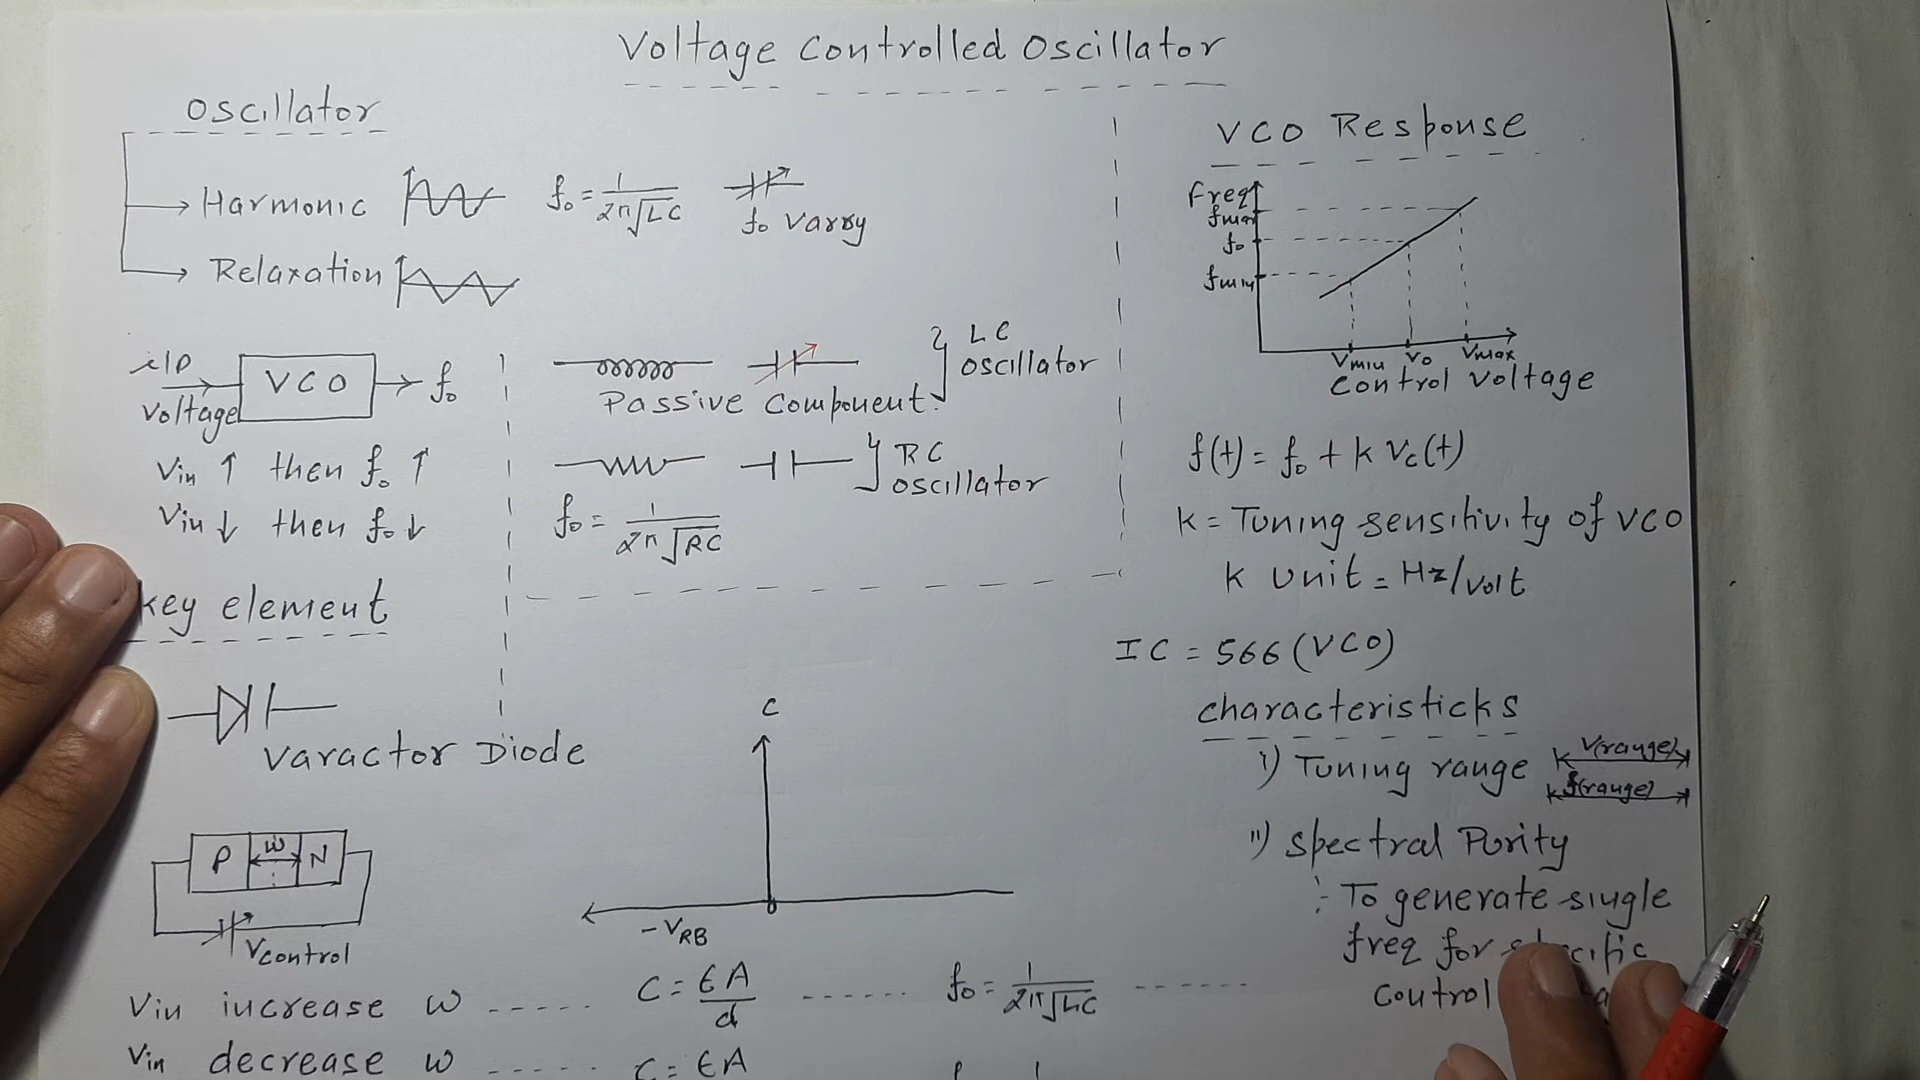 Voltage Controlled Oscillator
Oscillator
Harmonic
f₀ = 1/2π√LC
f₀ Varry
Relaxation
i/p
Voltage
VCO
f₀
Vin ↑ then f₀ ↑
Vin ↓ then f₀ ↓
Key element
Varactor Diode
P W N
Vcontrol
LC
oscillator
Passive Component
RC
oscillator
f₀ = 1/2π√RC
C
-VRB
Vin increase W ----- C = ϵA/d ------ f₀ = 1/2π√LC ------
Vin decrease W ----- C = ϵA
VCO Response
Freq
fmax
f₀
fmin
Vmin V₀ Vmax
Control Voltage
f(t) = f₀ + k Vc(t)
K = Tuning sensitivity of VCO
K unit = Hz/volt
IC = 566 (VCO)
characteristicks
i) Tuning range
V(range)
f(range)
ii) Spectral Purity
:- To generate single
freq for
control